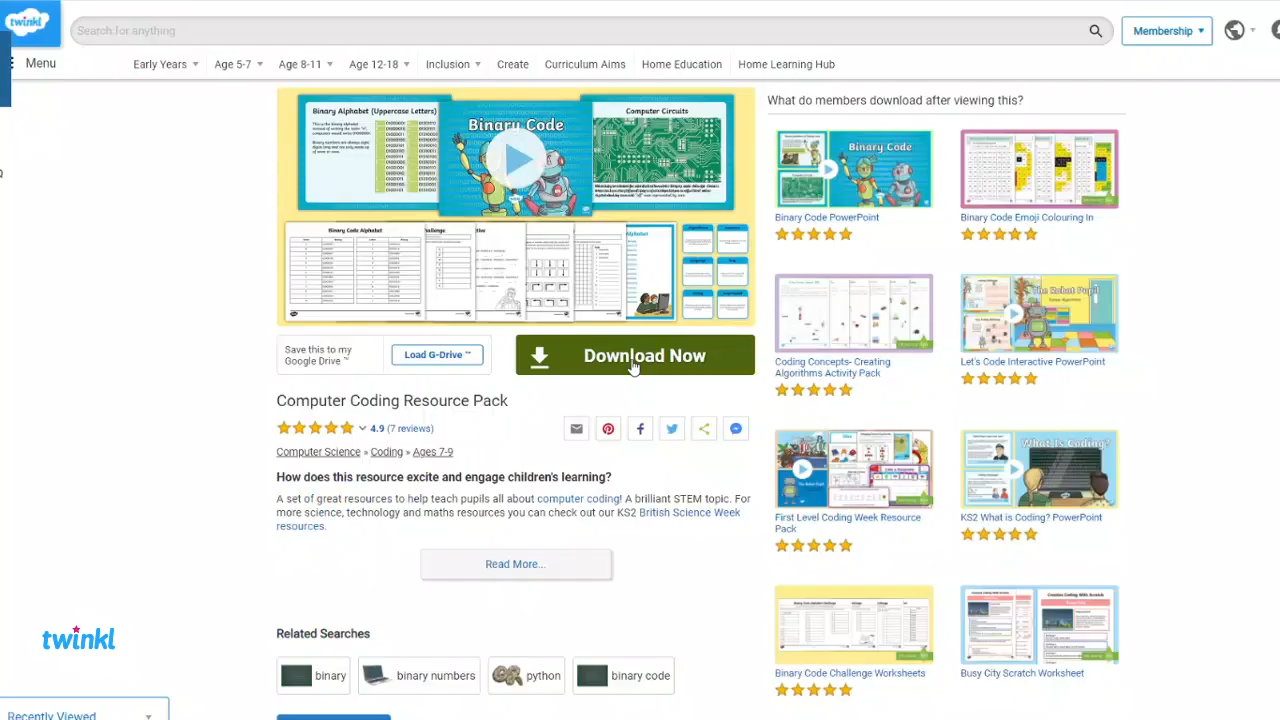 twinkl
Search for anything
Membership
Menu
Early Years
Age 5-7
Age 8-11
Age 12-18
Inclusion
Create
Curriculum Aims
Home Education
Home Learning Hub
Binary Alphabet (Uppercase Letters)
Binary Code
Computer Circuits
Binary Code Alphabet
Save this to my
Google Drive ™
Load G-Drive ™
Download Now
Computer Coding Resource Pack
4.9 (7 reviews)
Computer Science » Coding » Ages 7-9
How does this resource excite and engage children's learning?
A set of great resources to help teach pupils all about computer coding! A brilliant STEM topic. For
more science, technology and maths resources you can check out our KS2 British Science Week
resources.
Read More...
Related Searches
binary
binary numbers
python
binary code
What do members download after viewing this?
Binary Code
Binary Code PowerPoint
Binary Code Emoji Colouring In
Coding Concepts- Creating
Algorithms Activity Pack
The Robot Pupil
Let's Code Interactive PowerPoint
First Level Coding Week Resource
Pack
What Is Coding?
KS2 What is Coding? PowerPoint
Binary Code Challenge Worksheets
Busy City Scratch Worksheet
twinkl
Recently Viewed